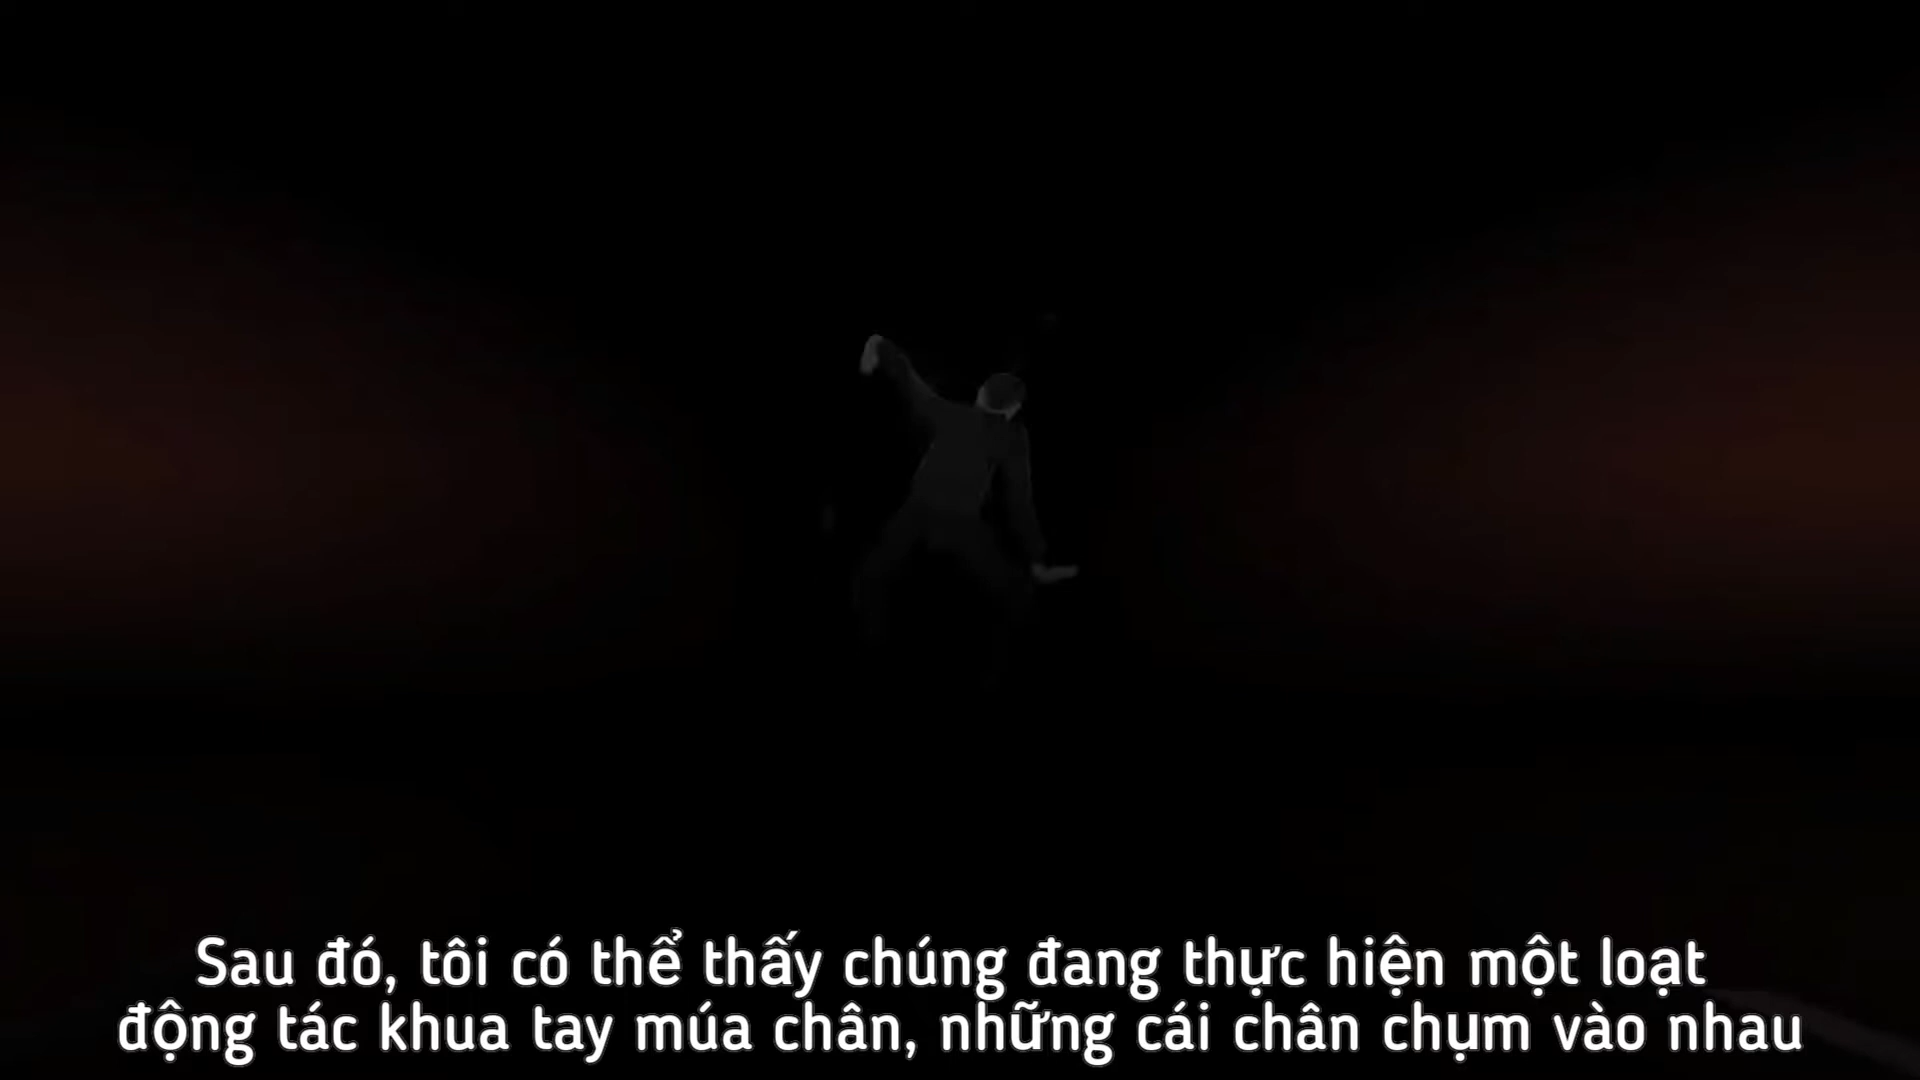 Sau đó, tôi có thể thấy chúng đang thực hiện một loạt
động tác khua tay múa chân, những cái chân chụm vào nhau